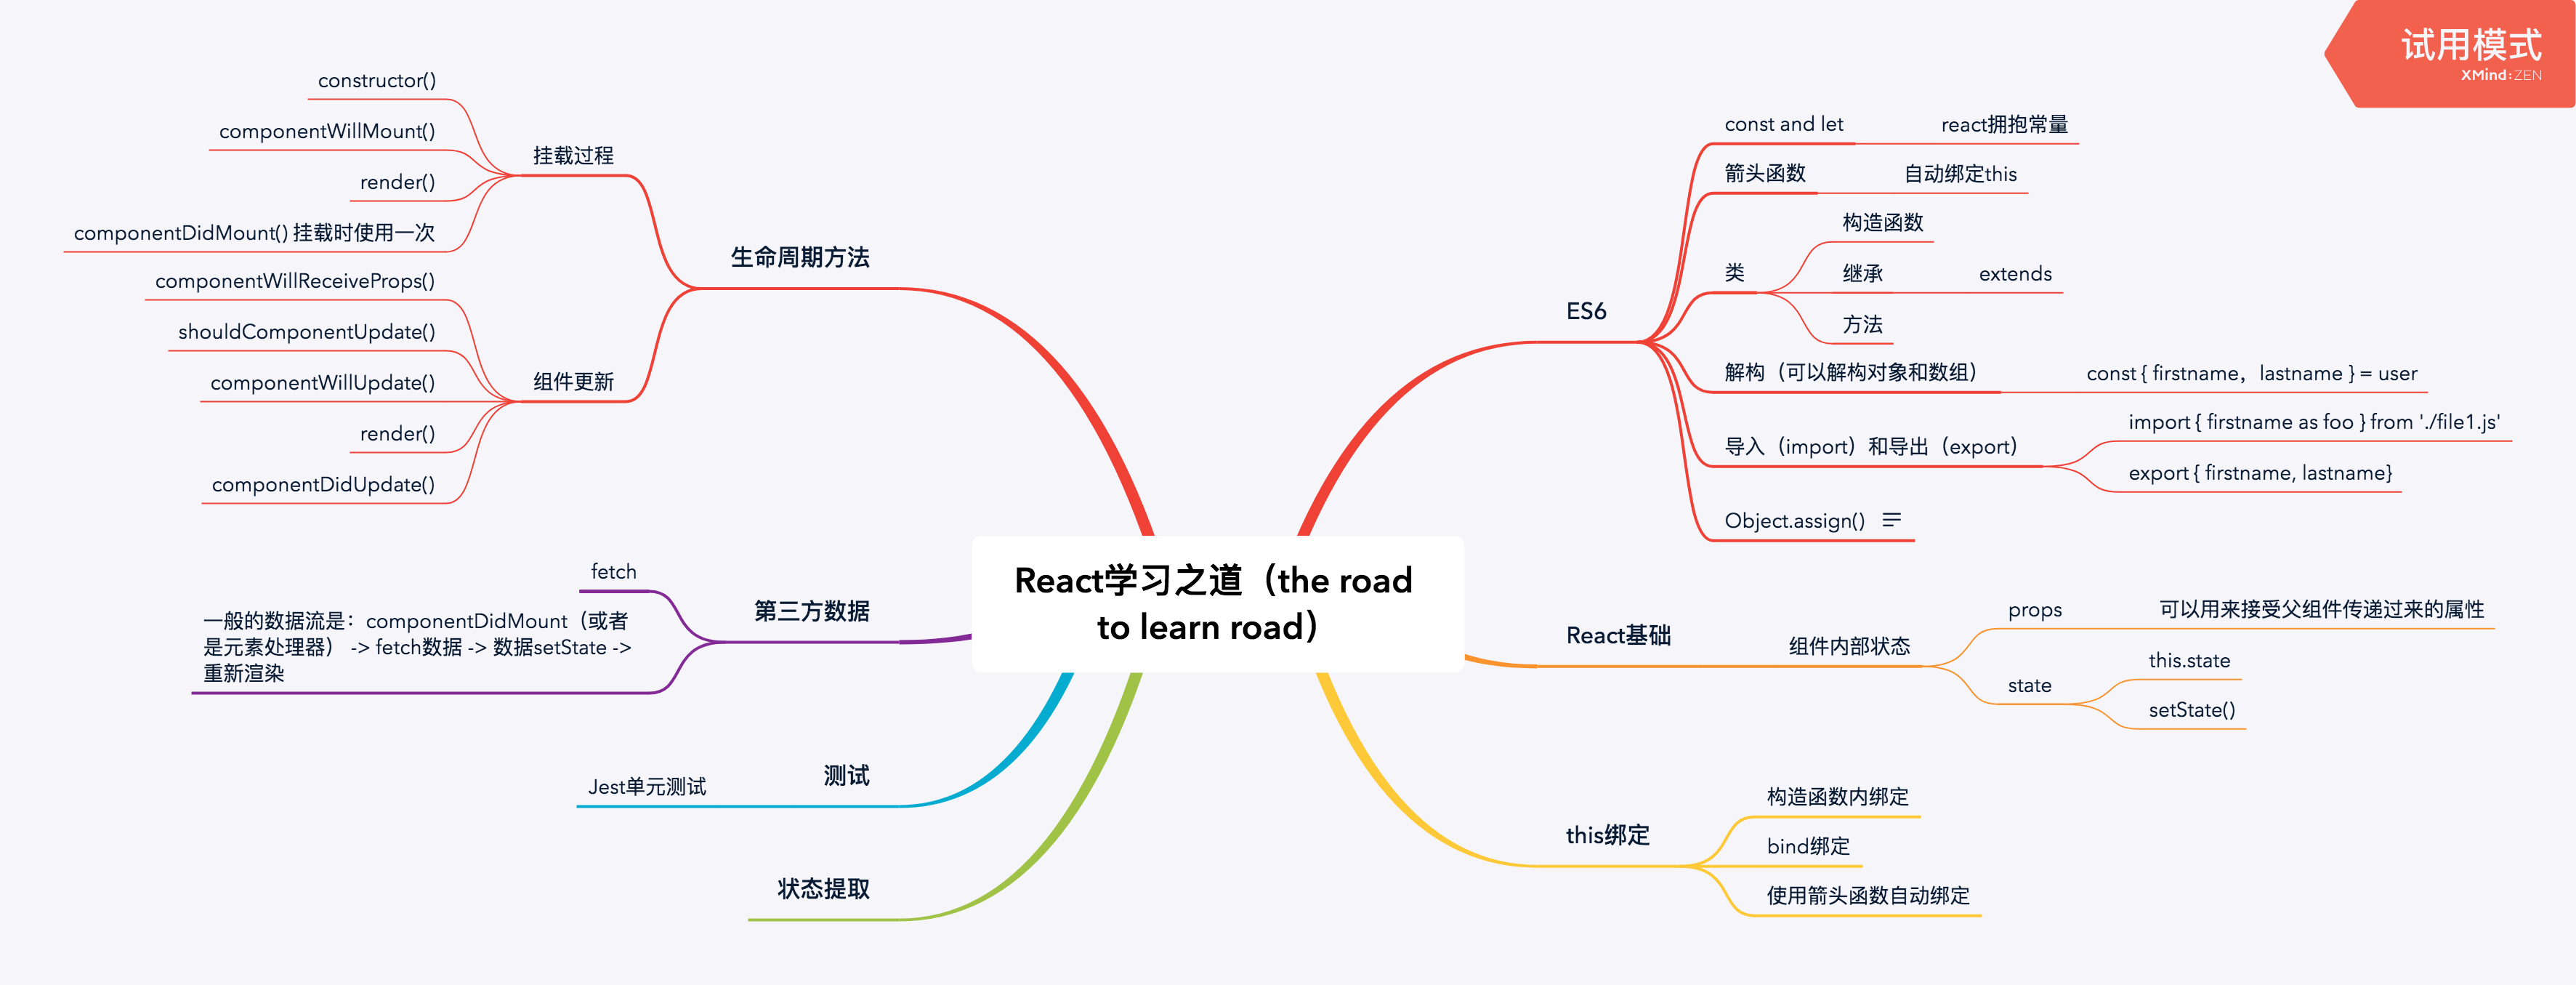 试用模式
XMind:ZEN
React学习之道（the road
to learn road）
ES6
const and let
react拥抱常量
箭头函数
自动绑定this
类
构造函数
继承
extends
方法
解构（可以解构对象和数组）
const { firstname，lastname } = user
导入（import）和导出（export）
import { firstname as foo } from './file1.js'
export { firstname, lastname}
Object.assign()
React基础
组件内部状态
props
可以用来接受父组件传递过来的属性
state
this.state
setState()
this绑定
构造函数内绑定
bind绑定
使用箭头函数自动绑定
生命周期方法
挂载过程
constructor()
componentWillMount()
render()
componentDidMount() 挂载时使用一次
组件更新
componentWillReceiveProps()
shouldComponentUpdate()
componentWillUpdate()
render()
componentDidUpdate()
第三方数据
fetch
一般的数据流是：componentDidMount（或者
是元素处理器） -> fetch数据 -> 数据setState ->
重新渲染
测试
Jest单元测试
状态提取